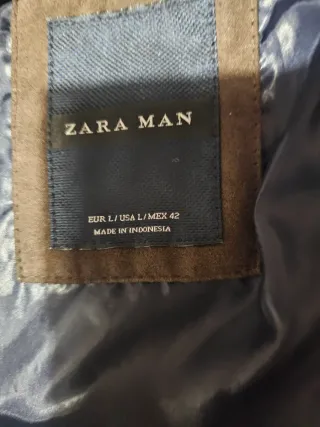 ZARA MAN
EUR L / USA L / MEX 42
MADE IN INDONESIA